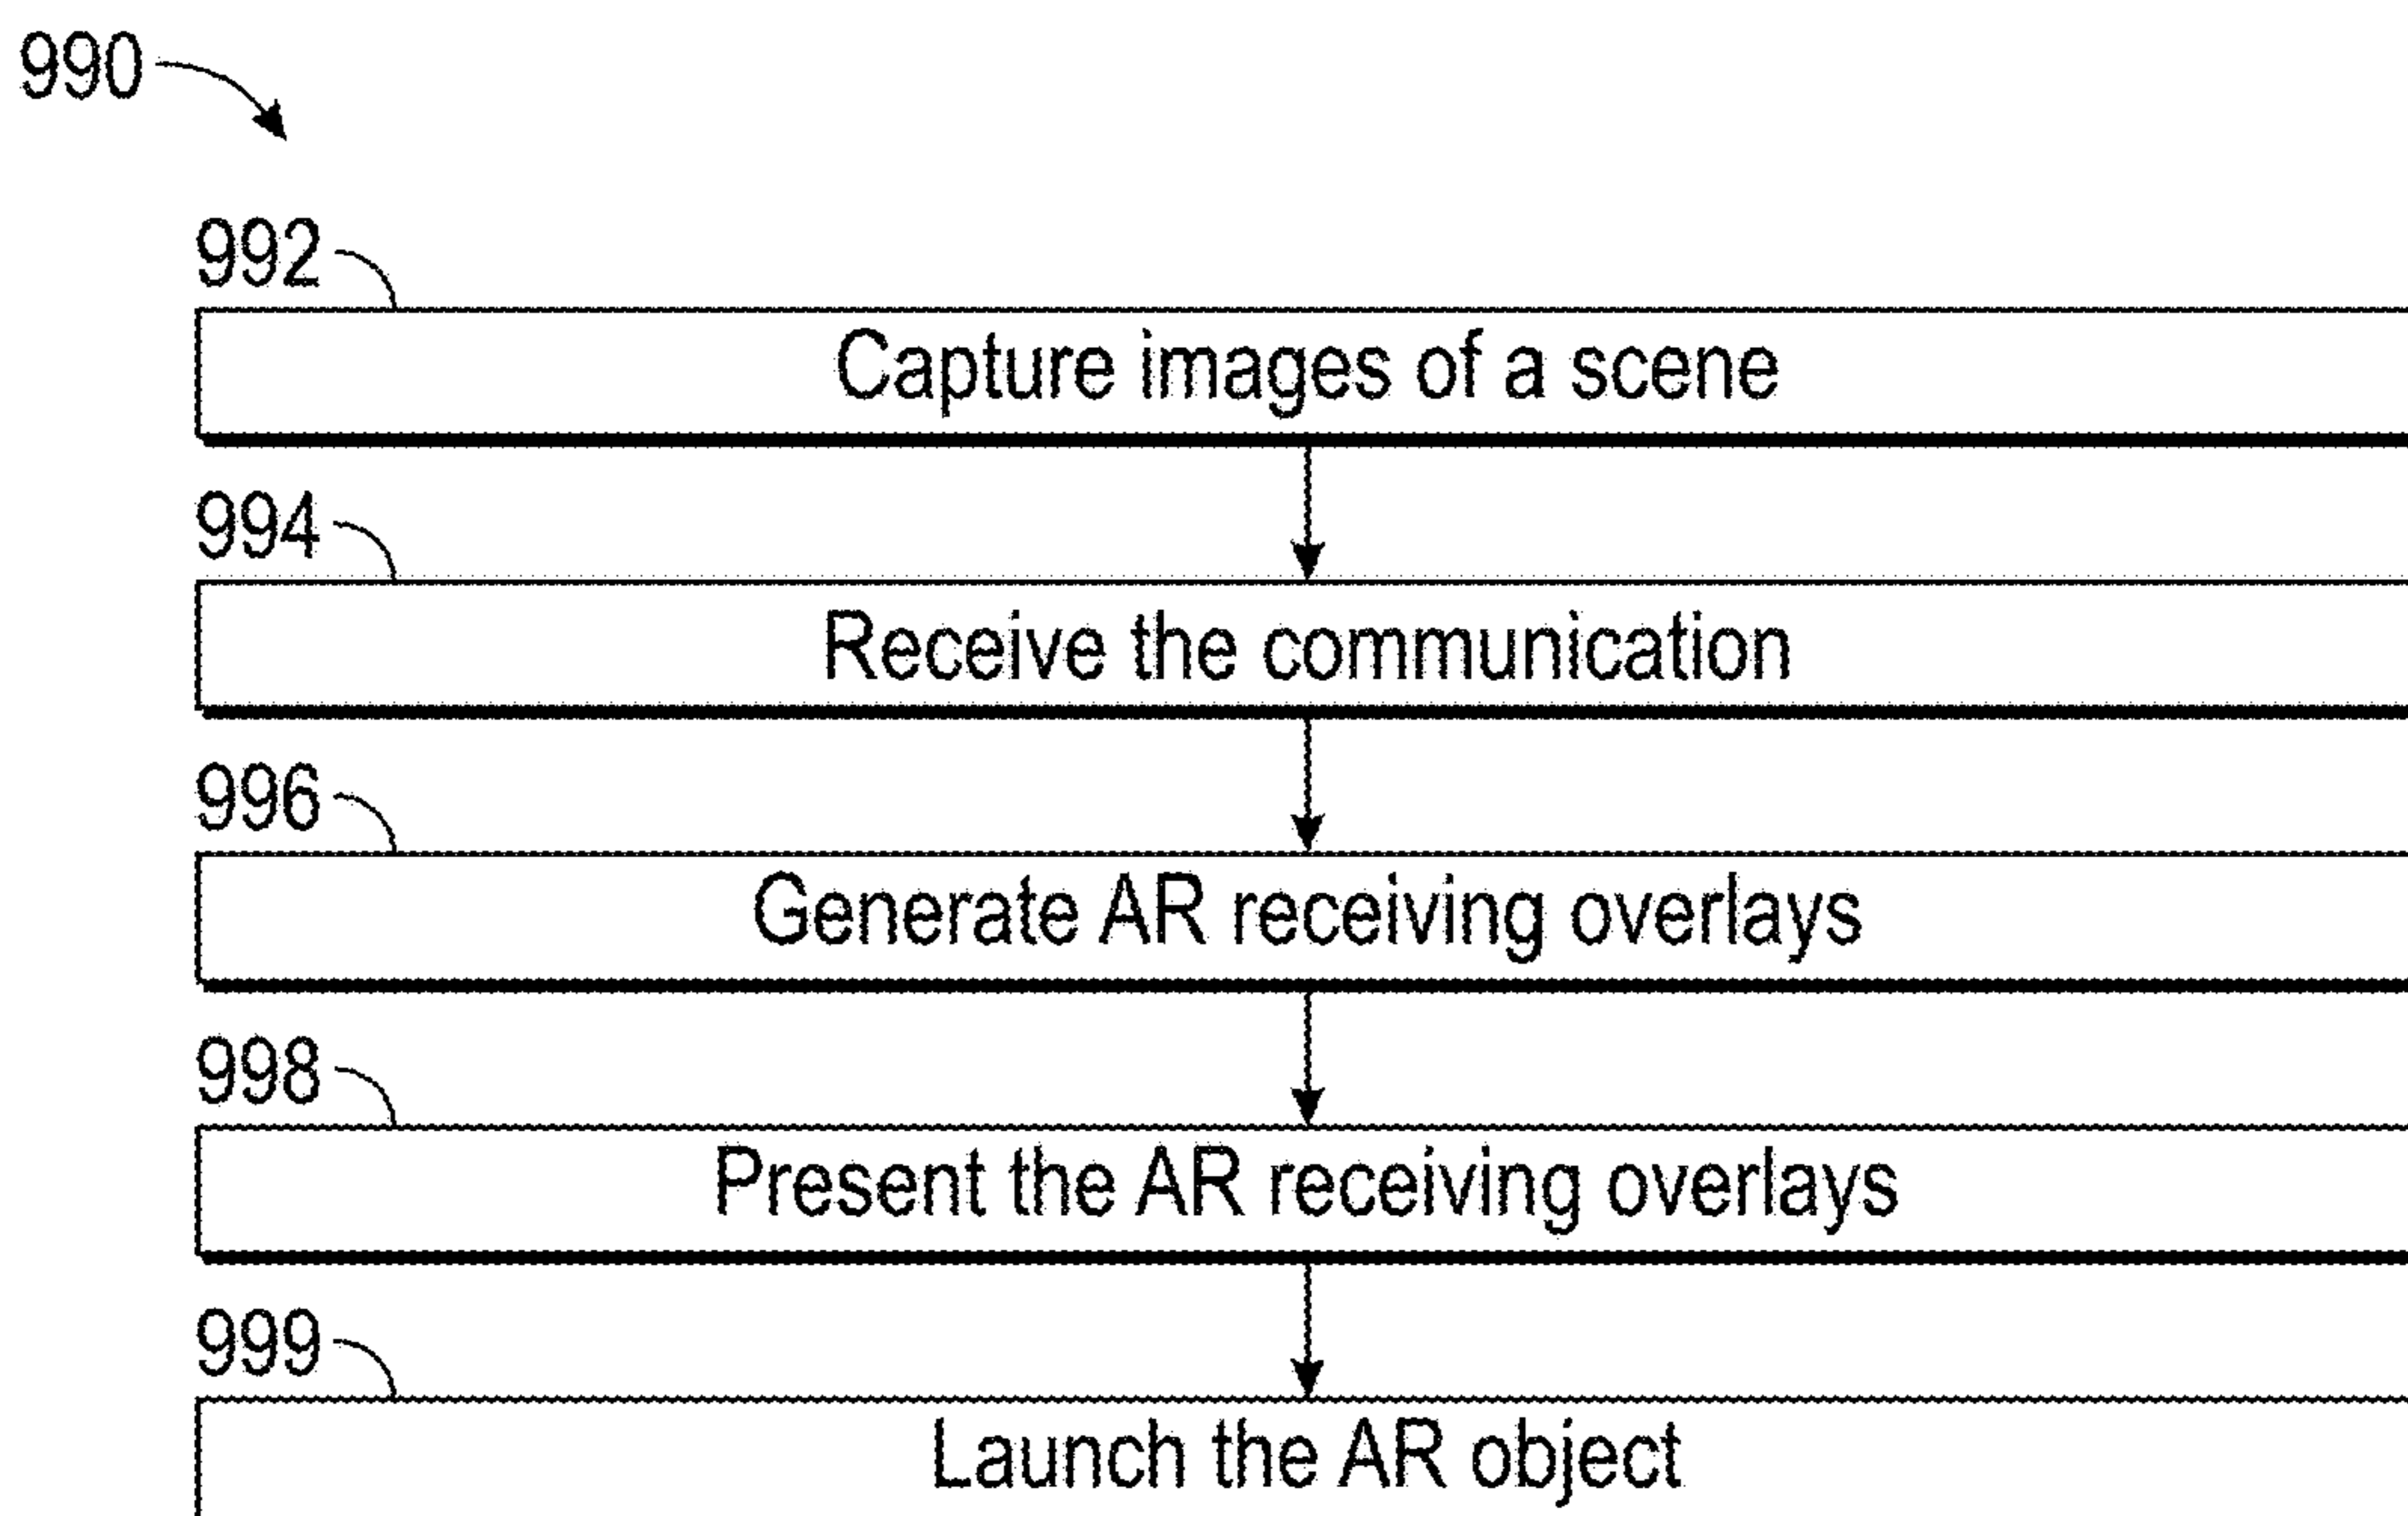 990
992
Capture images of a scene
994
Receive the communication
996
Generate AR receiving overlays
998
Present the AR receiving overlays
999
Launch the AR object